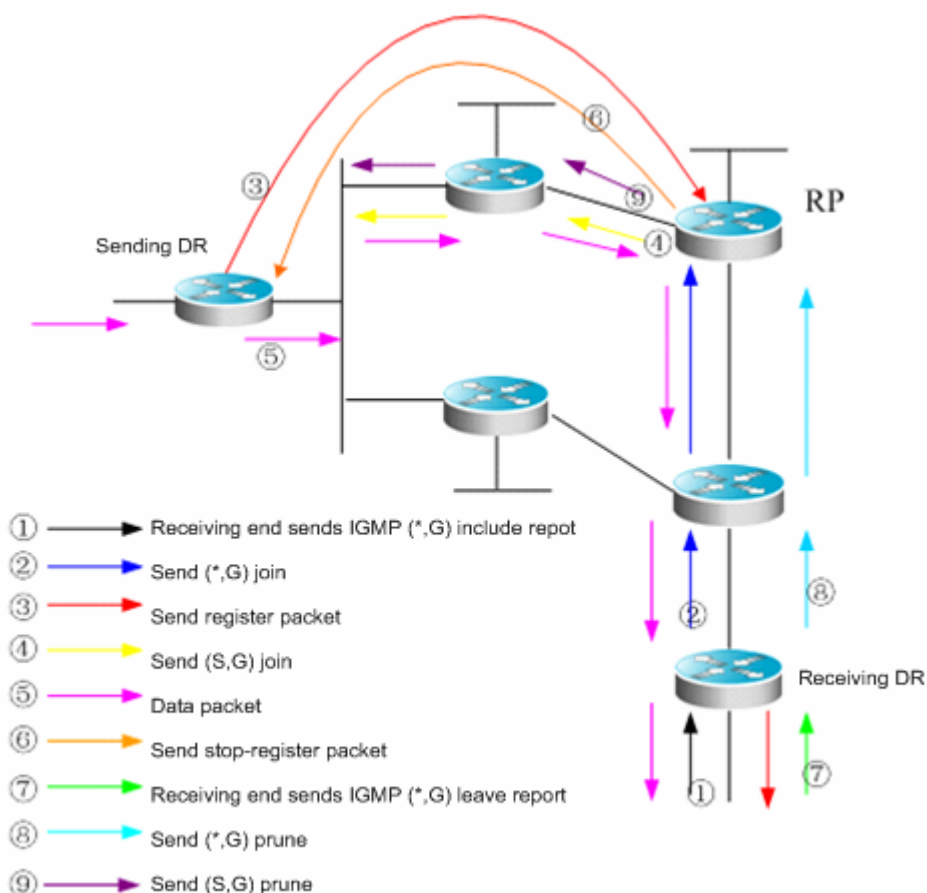 ⑥
③
⑨
RP
④
Sending DR
⑤
① Receiving end sends IGMP (*,G) include repot
② Send (*,G) join
③ Send register packet
④ Send (S,G) join
⑤ Data packet
⑥ Send stop-register packet
⑦ Receiving end sends IGMP (*,G) leave report
⑧ Send (*,G) prune
⑨ Send (S,G) prune
⑧
②
Receiving DR
①
⑦